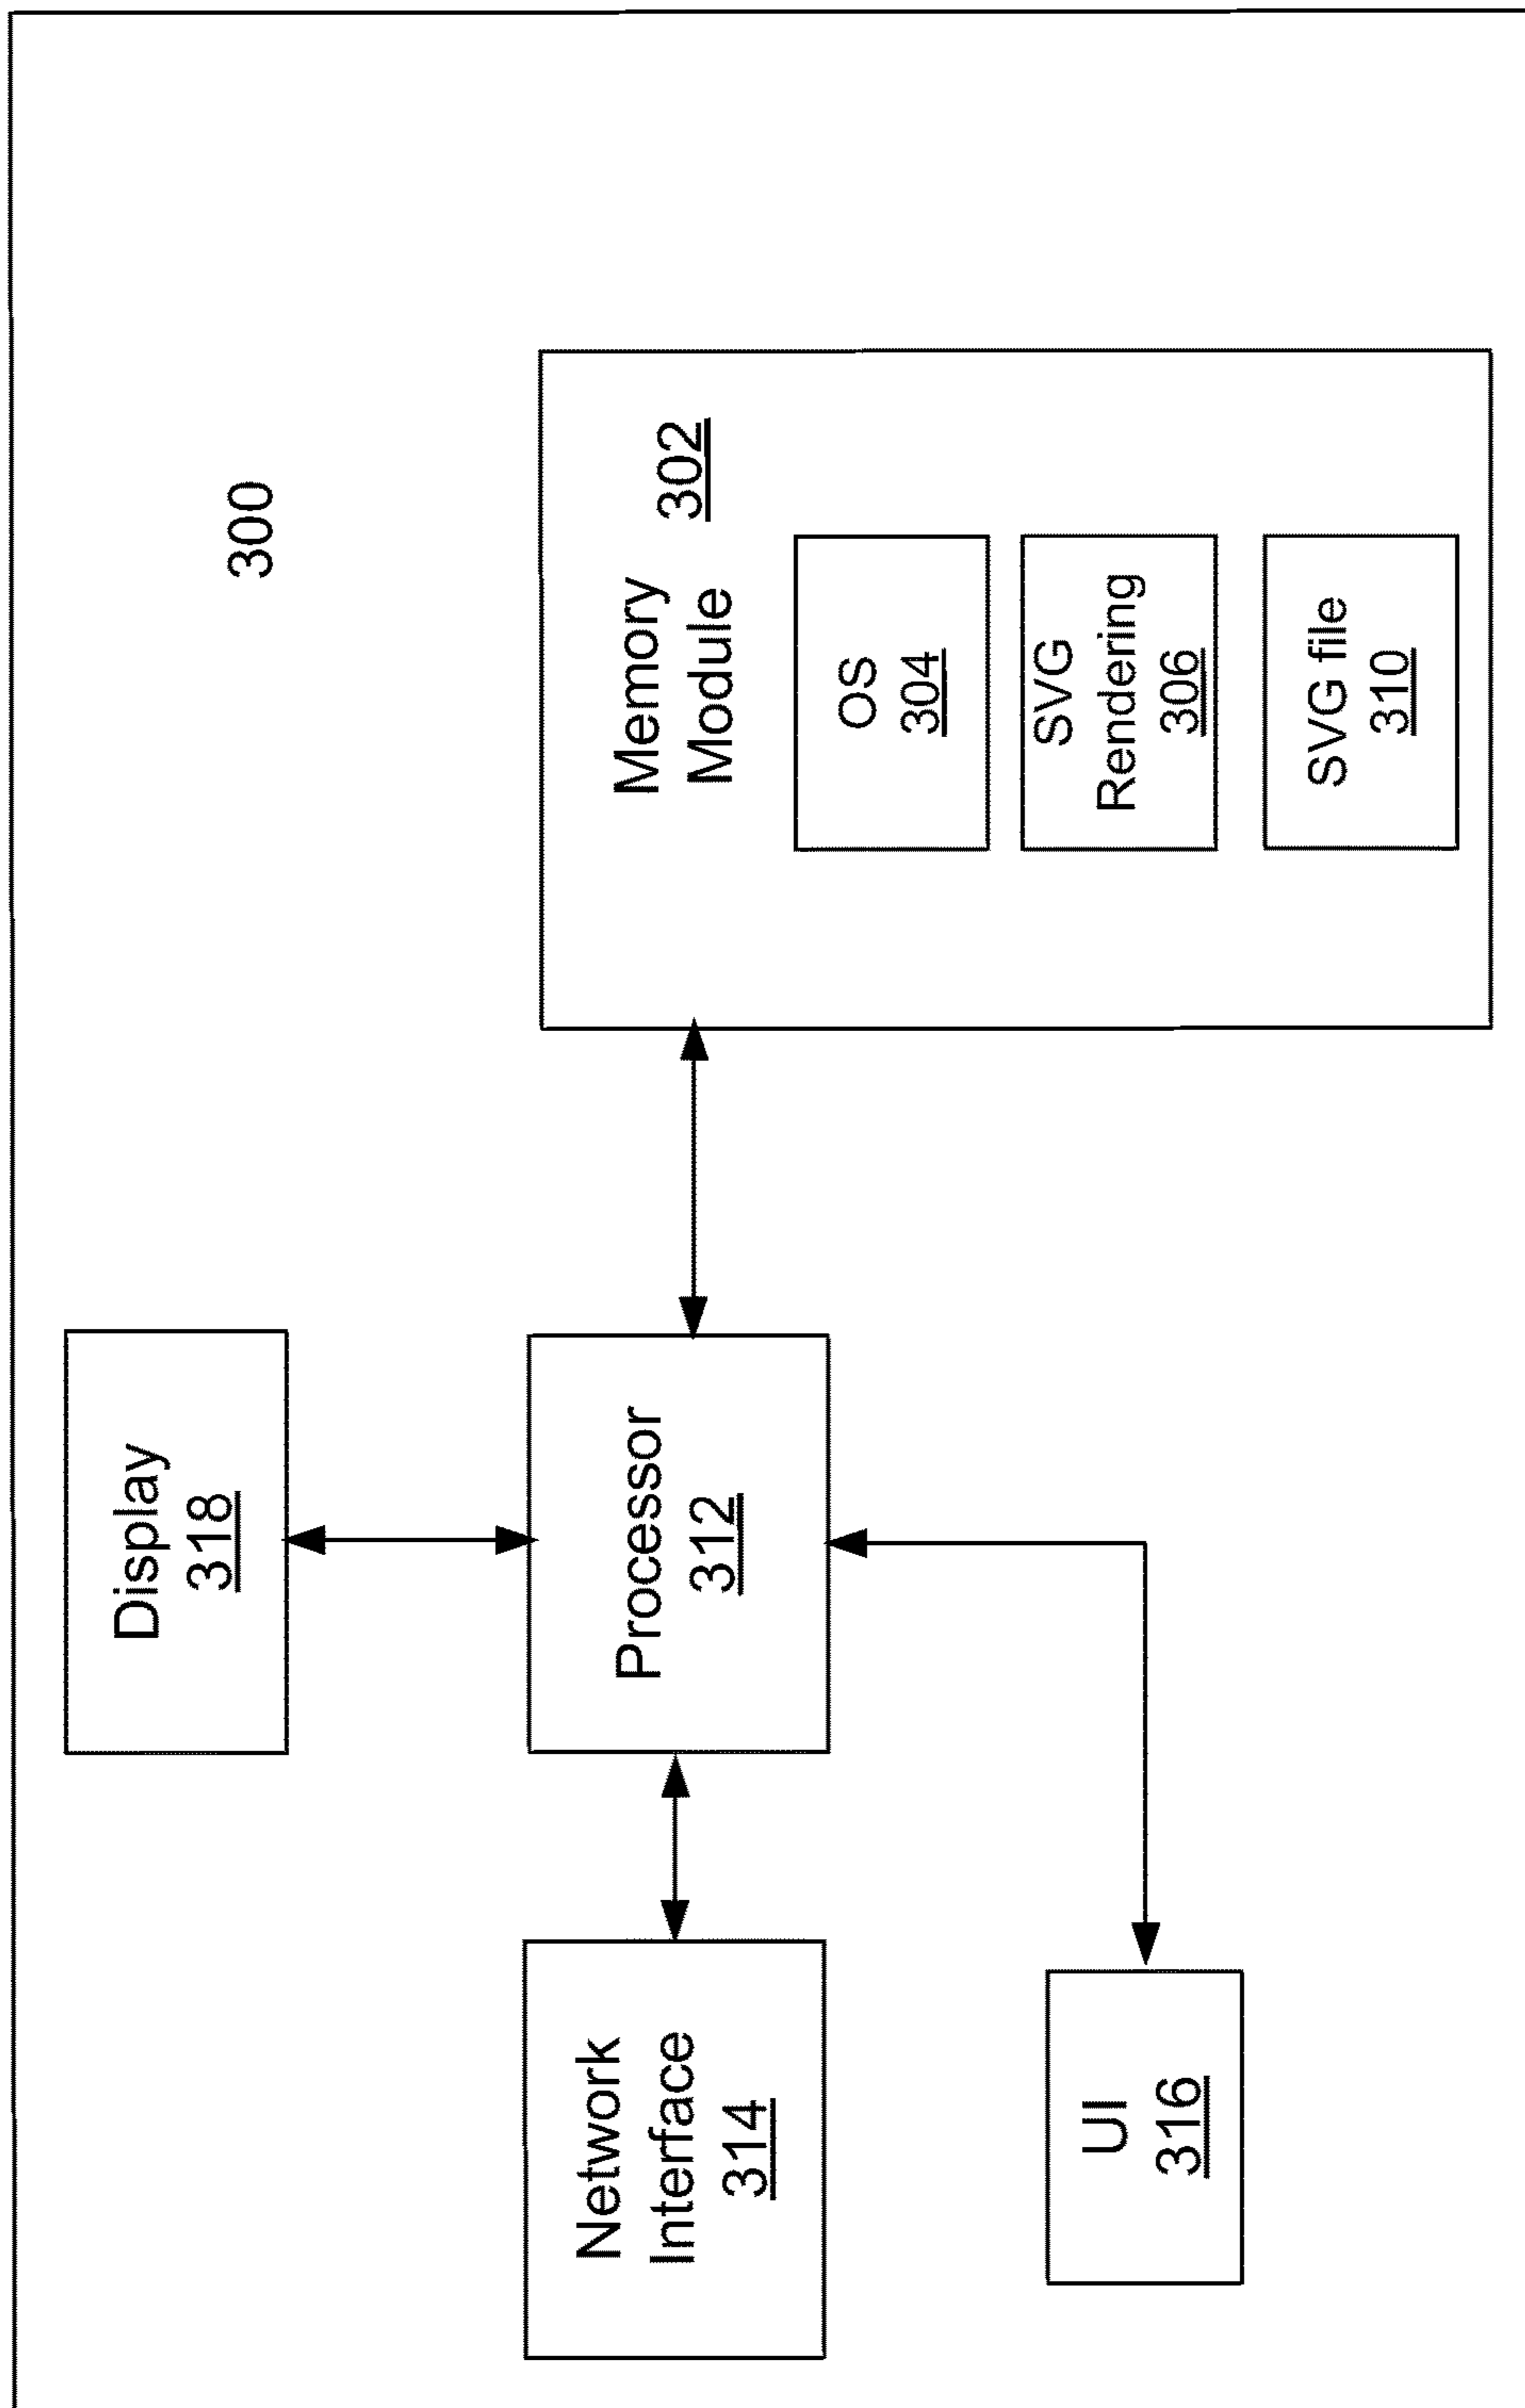 300
Display
318
Network
Interface
314
Processor
312
Memory
Module
302
OS
304
SVG
Rendering
306
SVG file
310
UI
316